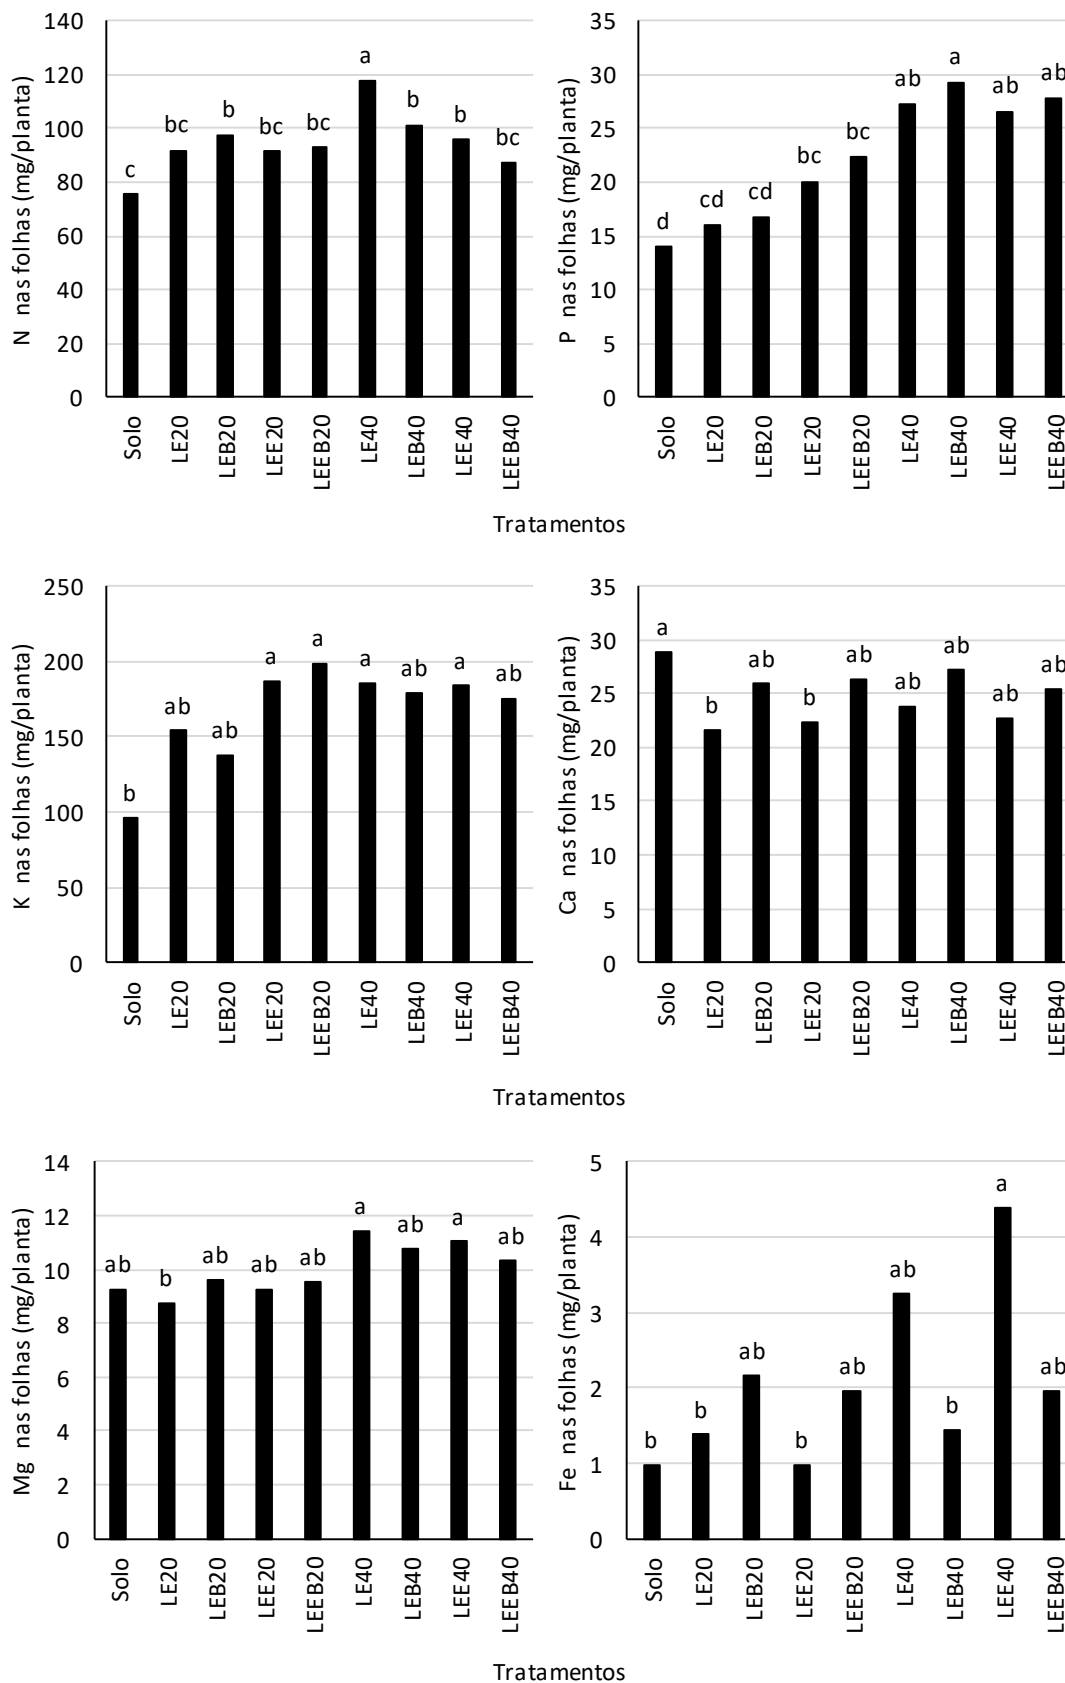 N nas folhas (mg/planta)
140
120
100
80
60
40
20
0
c
bc
b
bc
bc
a
b
b
bc
Solo
LE20
LEB20
LEE20
LEEB20
LE40
LEB40
LEE40
LEEB40
P nas folhas (mg/planta)
35
30
25
20
15
10
5
0
d
cd
cd
bc
bc
ab
a
ab
ab
Solo
LE20
LEB20
LEE20
LEEB20
LE40
LEB40
LEE40
LEEB40
Tratamentos
K nas folhas (mg/planta)
250
200
150
100
50
0
b
ab
ab
a
a
a
ab
a
ab
Solo
LE20
LEB20
LEE20
LEEB20
LE40
LEB40
LEE40
LEEB40
Ca nas folhas (mg/planta)
35
30
25
20
15
10
5
0
a
b
ab
b
ab
ab
ab
ab
ab
Solo
LE20
LEB20
LEE20
LEEB20
LE40
LEB40
LEE40
LEEB40
Tratamentos
Mg nas folhas (mg/planta)
14
12
10
8
6
4
2
0
ab
b
ab
ab
ab
a
ab
a
ab
Solo
LE20
LEB20
LEE20
LEEB20
LE40
LEB40
LEE40
LEEB40
Fe nas folhas (mg/planta)
5
4
3
2
1
0
b
b
ab
b
ab
ab
b
a
ab
Solo
LE20
LEB20
LEE20
LEEB20
LE40
LEB40
LEE40
LEEB40
Tratamentos